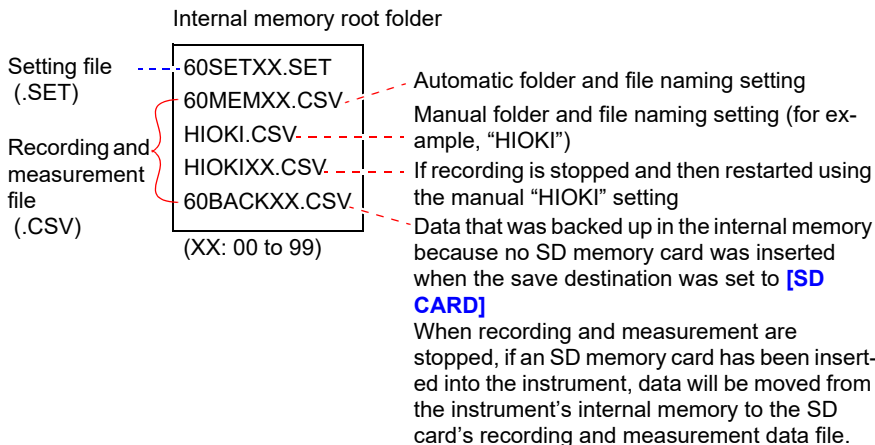 Internal memory root folder
Setting file
(.SET)
Recording and
measurement
file
(.CSV)
60SETXX.SET
60MEMXX.CSV
HIOKI.CSV
HIOKIXX.CSV
60BACKXX.CSV
(XX: 00 to 99)
Automatic folder and file naming setting
Manual folder and file naming setting (for ex-
ample, “HIOKI”)
If recording is stopped and then restarted using
the manual “HIOKI” setting
Data that was backed up in the internal memory
because no SD memory card was inserted
when the save destination was set to [SD
CARD]
When recording and measurement are
stopped, if an SD memory card has been insert-
ed into the instrument, data will be moved from
the instrument’s internal memory to the SD
card’s recording and measurement data file.